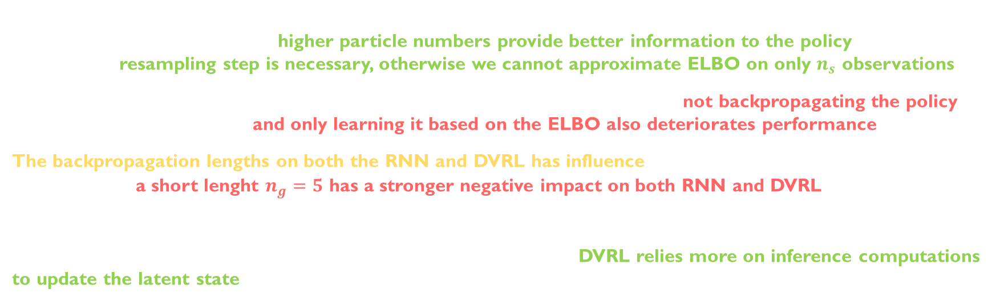 higher particle numbers provide better information to the policy
resampling step is necessary, otherwise we cannot approximate ELBO on only n_s observations
not backpropagating the policy
and only learning it based on the ELBO also deteriorates performance
The backpropagation lengths on both the RNN and DVRL has influence
a short lenght n_g = 5 has a stronger negative impact on both RNN and DVRL
DVRL relies more on inference computations
to update the latent state